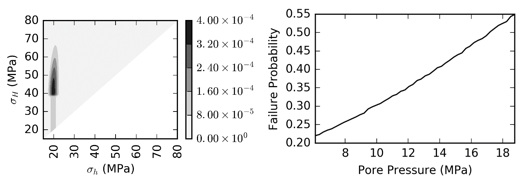 80
70
60
50
40
30
20
σ_H (MPa)
20 30 40 50 60 70 80
σ_h (MPa)
4.00 × 10⁻⁴
3.20 × 10⁻⁴
2.40 × 10⁻⁴
1.60 × 10⁻⁴
8.00 × 10⁻⁵
0.00 × 10⁰
0.55
0.50
0.45
0.40
0.35
0.30
0.25
0.20
Failure Probability
8 10 12 14 16 18
Pore Pressure (MPa)